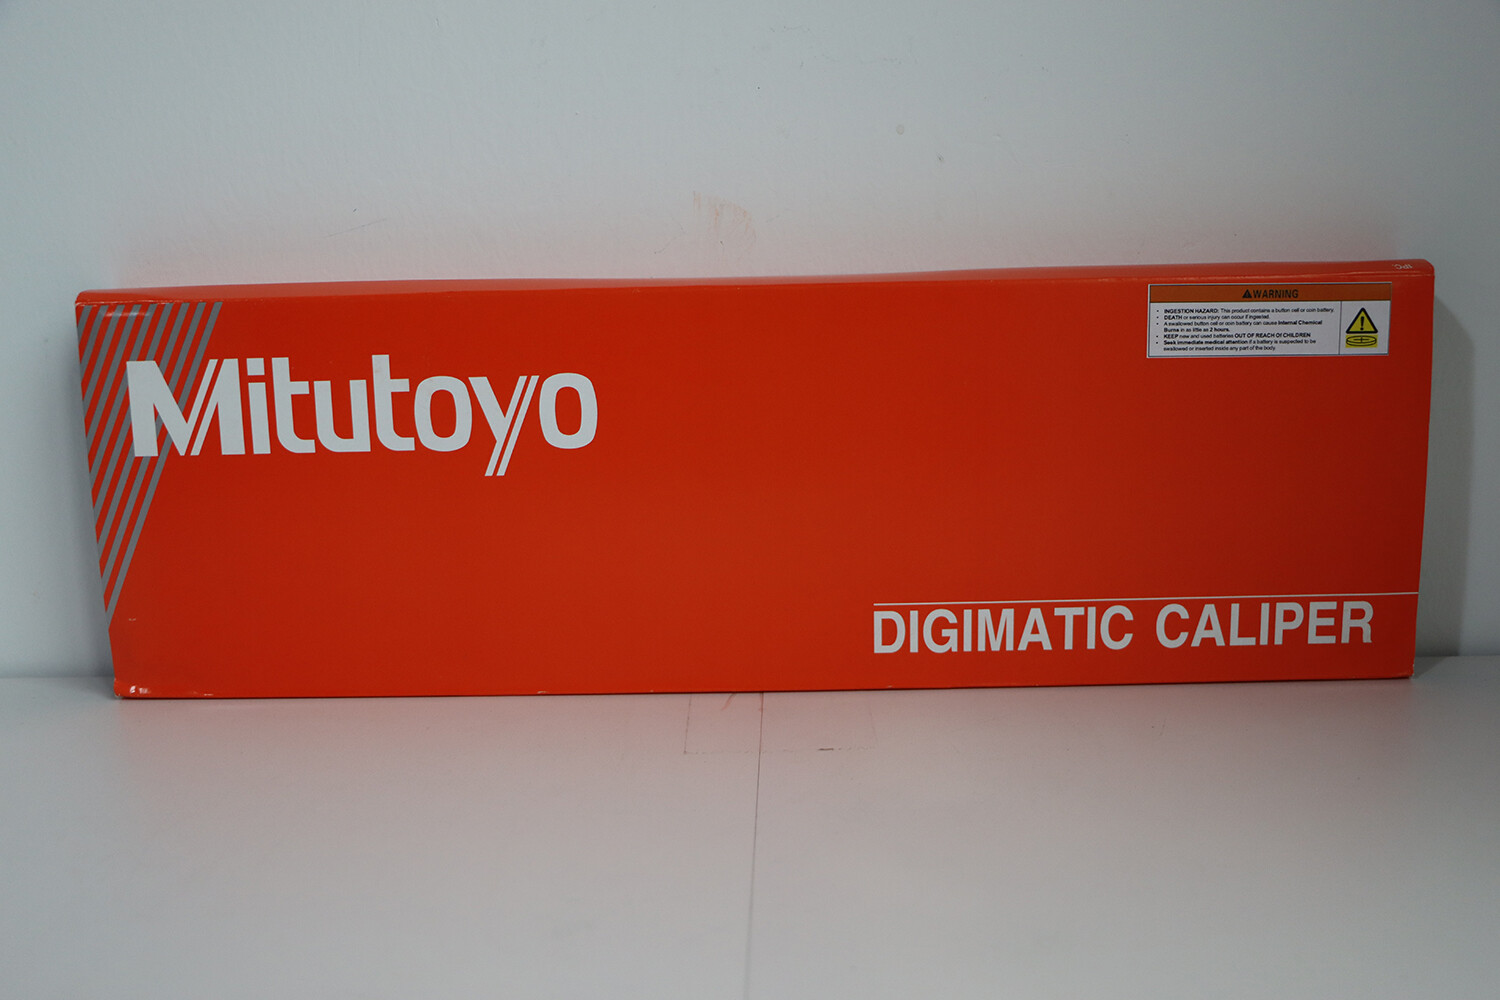 1PC.
⚠WARNING
• INGESTION HAZARD: This product contains a button cell or coin battery.
• DEATH or serious injury can occur if ingested.
• A swallowed button cell or coin battery can cause Internal Chemical
Burns in as little as 2 hours.
• KEEP new and used batteries OUT OF REACH Of CHILDREN
• Seek immediate medical attention if a battery is suspected to be
swallowed or inserted inside any part of the body.
Mitutoyo
DIGIMATIC CALIPER